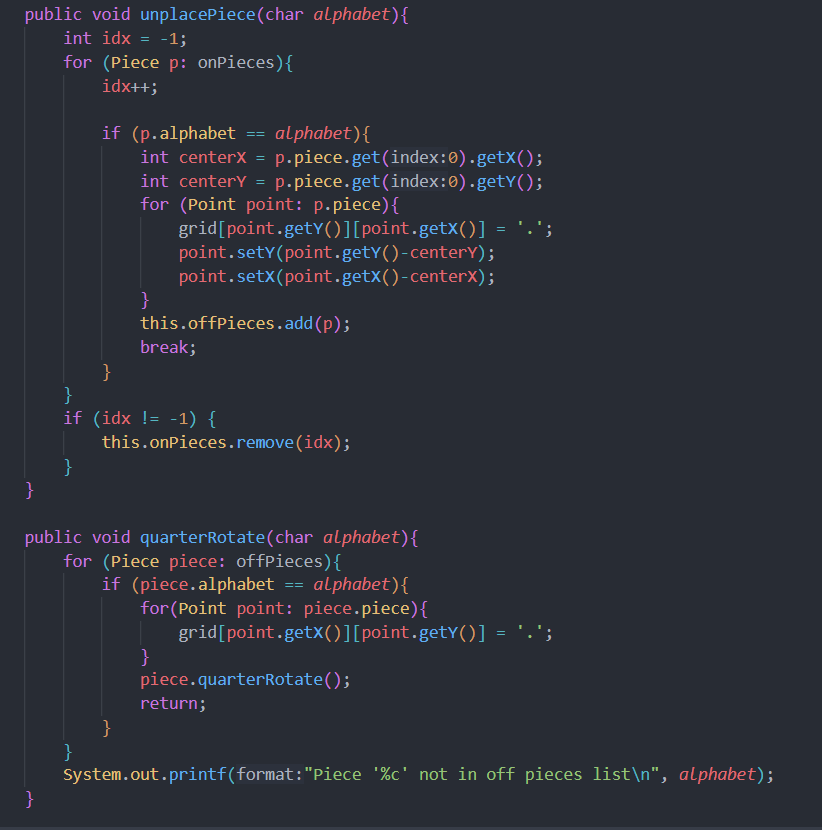 public void unplacePiece(char alphabet){
    int idx = -1;
    for (Piece p: onPieces){
        idx++;

        if (p.alphabet == alphabet){
            int centerX = p.piece.get(index:0).getX();
            int centerY = p.piece.get(index:0).getY();
            for (Point point: p.piece){
                grid[point.getY()][point.getX()] = '.';
                point.setY(point.getY()-centerY);
                point.setX(point.getX()-centerX);
            }
            this.offPieces.add(p);
            break;
        }
    }
    if (idx != -1) {
        this.onPieces.remove(idx);
    }
}

public void quarterRotate(char alphabet){
    for (Piece piece: offPieces){
        if (piece.alphabet == alphabet){
            for(Point point: piece.piece){
                grid[point.getX()][point.getY()] = '.';
            }
            piece.quarterRotate();
            return;
        }
    }
    System.out.printf(format:"Piece '%c' not in off pieces list\n", alphabet);
}